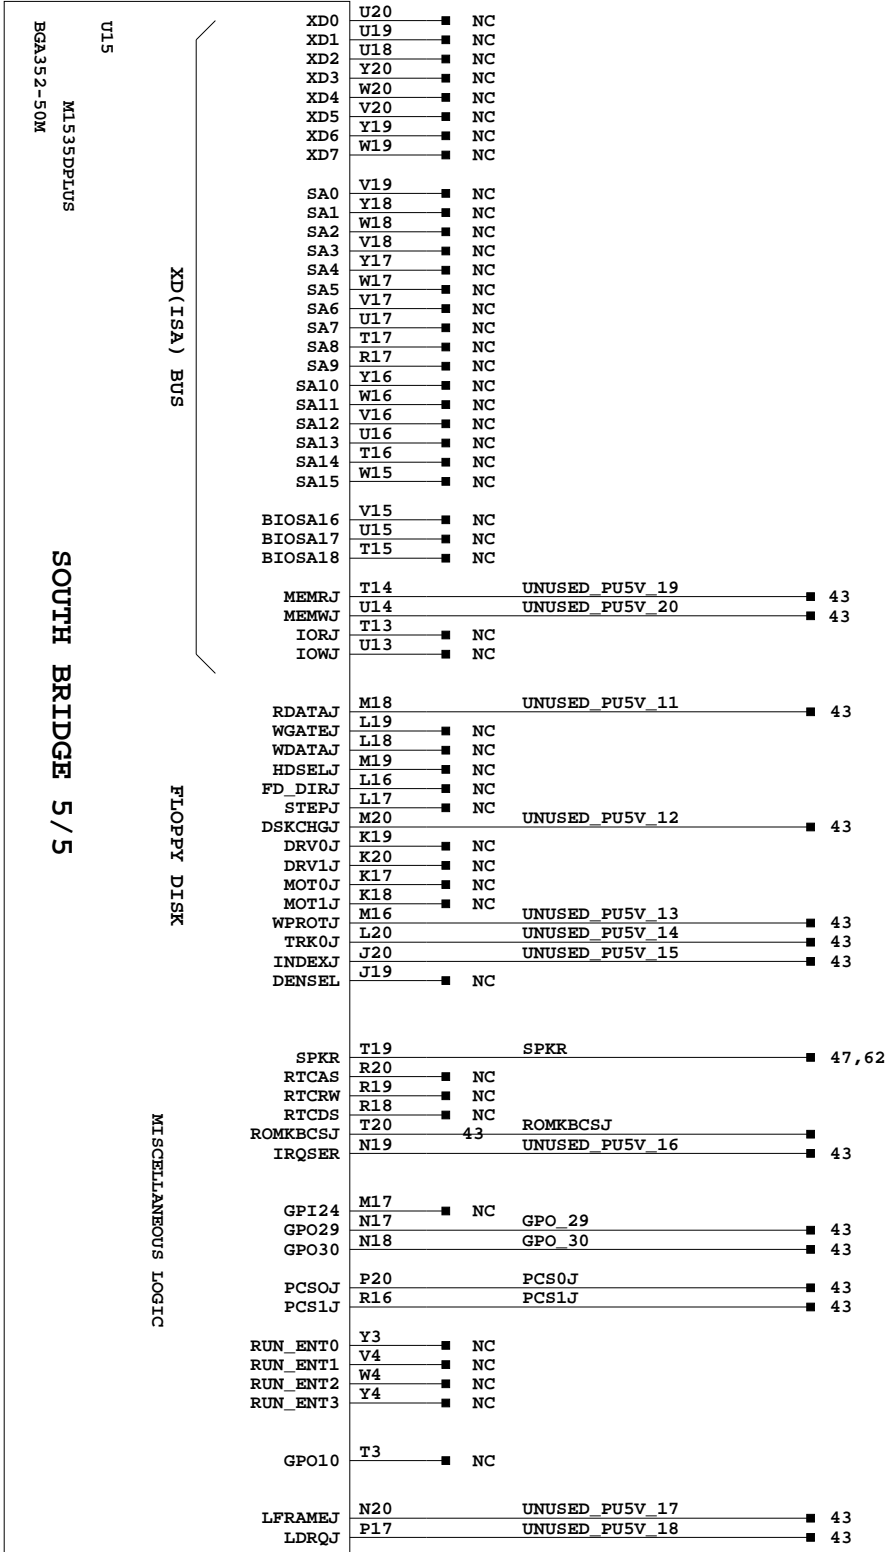 U15
M1535DPLUS
BGA352-50M
XD(ISA) BUS
XD0 U20 NC
XD1 U19 NC
XD2 U18 NC
XD3 Y20 NC
XD4 W20 NC
XD5 V20 NC
XD6 Y19 NC
XD7 W19 NC
SA0 V19 NC
SA1 Y18 NC
SA2 W18 NC
SA3 V18 NC
SA4 Y17 NC
SA5 W17 NC
SA6 V17 NC
SA7 U17 NC
SA8 T17 NC
SA9 R17 NC
SA10 Y16 NC
SA11 W16 NC
SA12 V16 NC
SA13 U16 NC
SA14 T16 NC
SA15 W15 NC
BIOSA16 V15 NC
BIOSA17 U15 NC
BIOSA18 T15 NC
MEMRJ T14 UNUSED_PU5V_19 43
MEMWJ U14 UNUSED_PU5V_20 43
IORJ T13 NC
IOWJ U13 NC
SOUTH BRIDGE 5/5
FLOPPY DISK
RDATAJ M18 UNUSED_PU5V_11 43
WGATEJ L19 NC
WDATAJ L18 NC
HDSELJ M19 NC
FD_DIRJ L16 NC
STEPJ L17 NC
DSKCHGJ M20 UNUSED_PU5V_12 43
DRV0J K19 NC
DRV1J K20 NC
MOT0J K17 NC
MOT1J K18 NC
WPROTJ M16 UNUSED_PU5V_13 43
TRK0J L20 UNUSED_PU5V_14 43
INDEXJ J20 UNUSED_PU5V_15 43
DENSEL J19 NC
MISCELLANEOUS LOGIC
SPKR T19 SPKR 47,62
RTCAS R20 NC
RTCRW R19 NC
RTCDS R18 NC
ROMKBCSJ T20 43 ROMKBCSJ
IRQSER N19 UNUSED_PU5V_16 43
GPI24 M17 NC
GPO29 N17 GPO_29 43
GPO30 N18 GPO_30 43
PCSOJ P20 PCS0J 43
PCS1J R16 PCS1J 43
RUN_ENT0 Y3 NC
RUN_ENT1 V4 NC
RUN_ENT2 W4 NC
RUN_ENT3 Y4 NC
GPO10 T3 NC
LFRAMEJ N20 UNUSED_PU5V_17 43
LDRQJ P17 UNUSED_PU5V_18 43